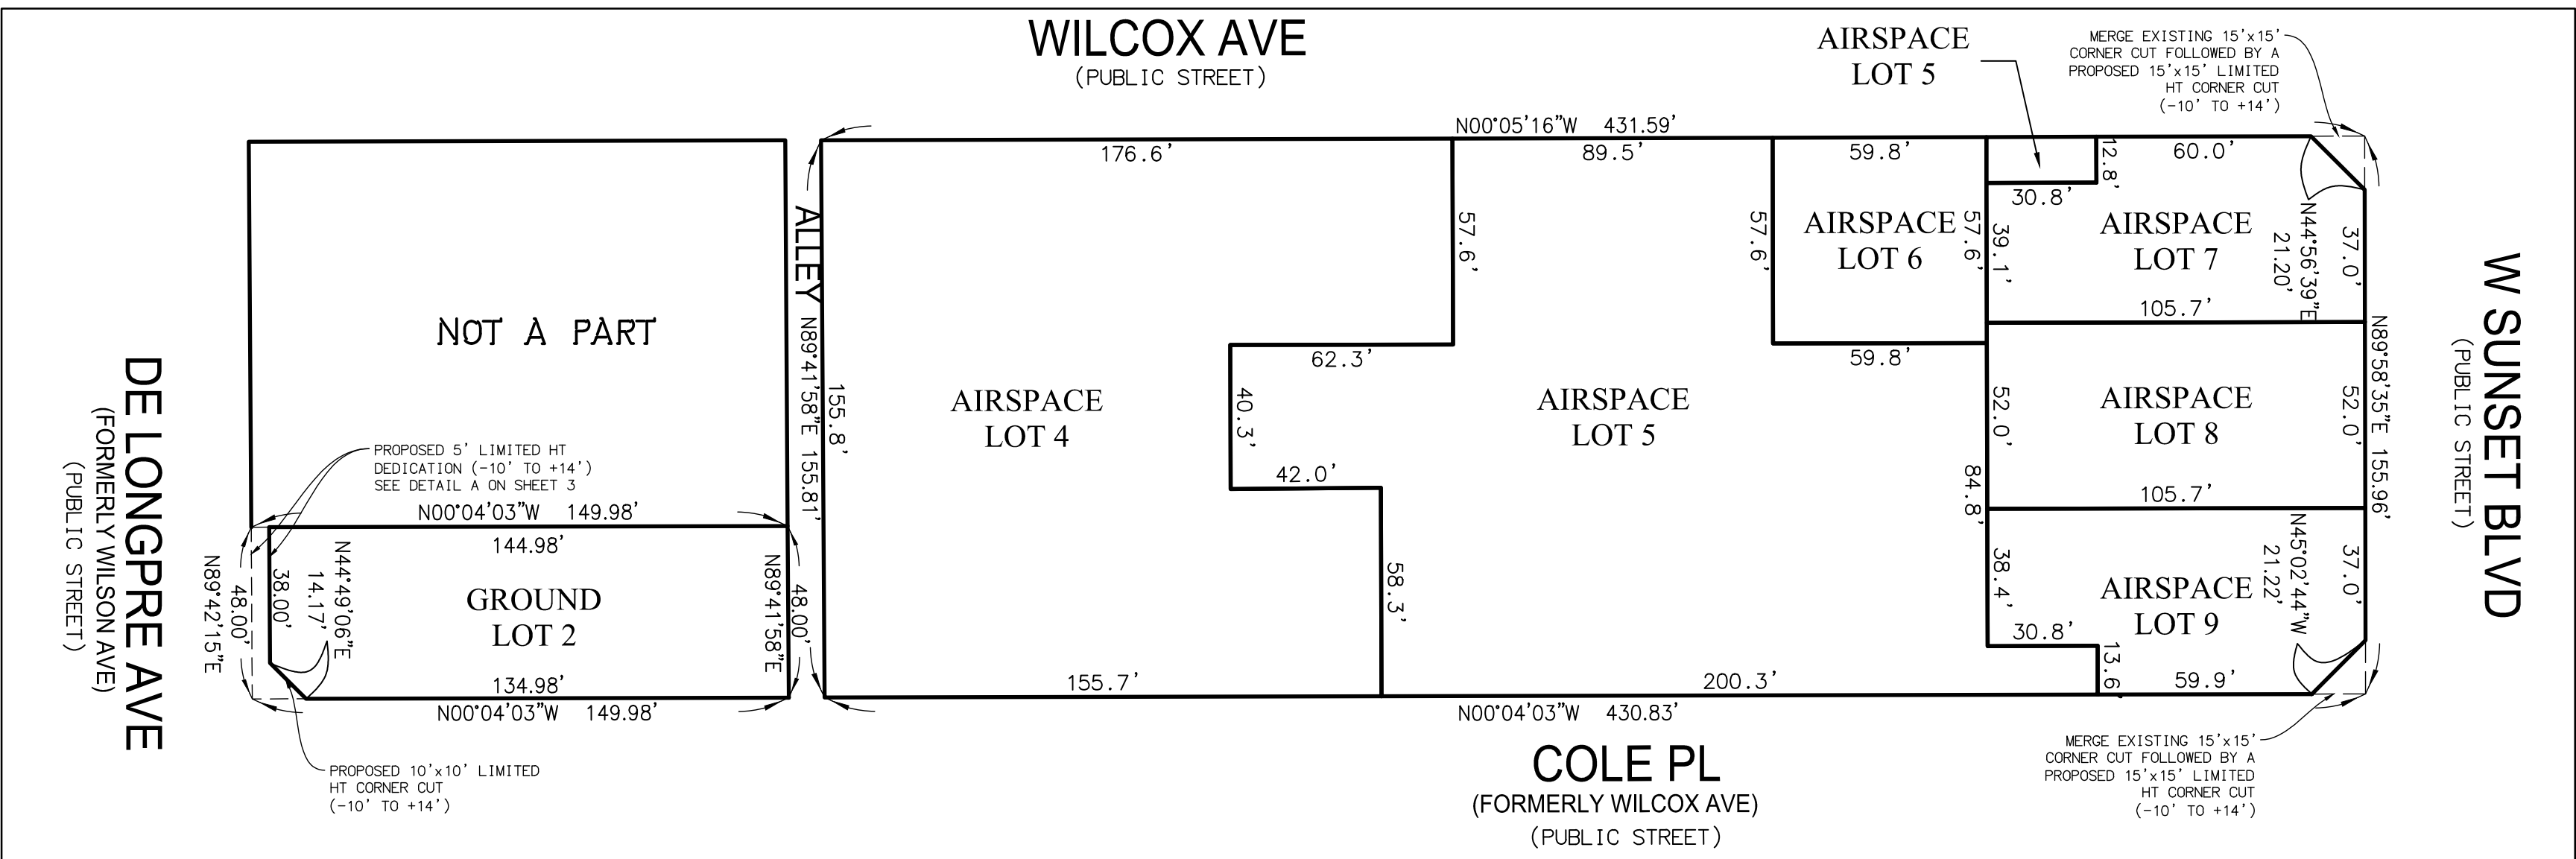 WILCOX AVE
(PUBLIC STREET)
AIRSPACE
LOT 5
MERGE EXISTING 15'x15'
CORNER CUT FOLLOWED BY A
PROPOSED 15'x15' LIMITED
HT CORNER CUT
(-10' TO +14')
N00°05'16"W 431.59'
176.6'
89.5'
59.8'
12.8'
60.0'
30.8'
ALLEY
57.6'
57.6'
AIRSPACE
LOT 6
57.6'
39.1'
AIRSPACE
LOT 7
N44°56'39"E
21.20'
37.0'
105.7'
NOT A PART
N89°41'58"E 155.81'
155.8'
62.3'
59.8'
AIRSPACE
LOT 4
40.3'
42.0'
AIRSPACE
LOT 5
52.0'
AIRSPACE
LOT 8
52.0'
N89°58'35"E 155.96'
W SUNSET BLVD
(PUBLIC STREET)
84.8'
105.7'
DE LONGPRE AVE
(FORMERLY WILSON AVE)
(PUBLIC STREET)
PROPOSED 5' LIMITED HT
DEDICATION (-10' TO +14')
SEE DETAIL A ON SHEET 3
N00°04'03"W 149.98'
144.98'
N89°42'15"E
48.00'
38.00'
14.17'
N44°49'06"E
GROUND
LOT 2
N89°41'58"E
48.00'
134.98'
N00°04'03"W 149.98'
PROPOSED 10'x10' LIMITED
HT CORNER CUT
(-10' TO +14')
58.3'
155.7'
200.3'
38.4'
30.8'
13.6'
AIRSPACE
LOT 9
N45°02'44"W
21.22'
37.0'
59.9'
N00°04'03"W 430.83'
COLE PL
(FORMERLY WILCOX AVE)
(PUBLIC STREET)
MERGE EXISTING 15'x15'
CORNER CUT FOLLOWED BY A
PROPOSED 15'x15' LIMITED
HT CORNER CUT
(-10' TO +14')